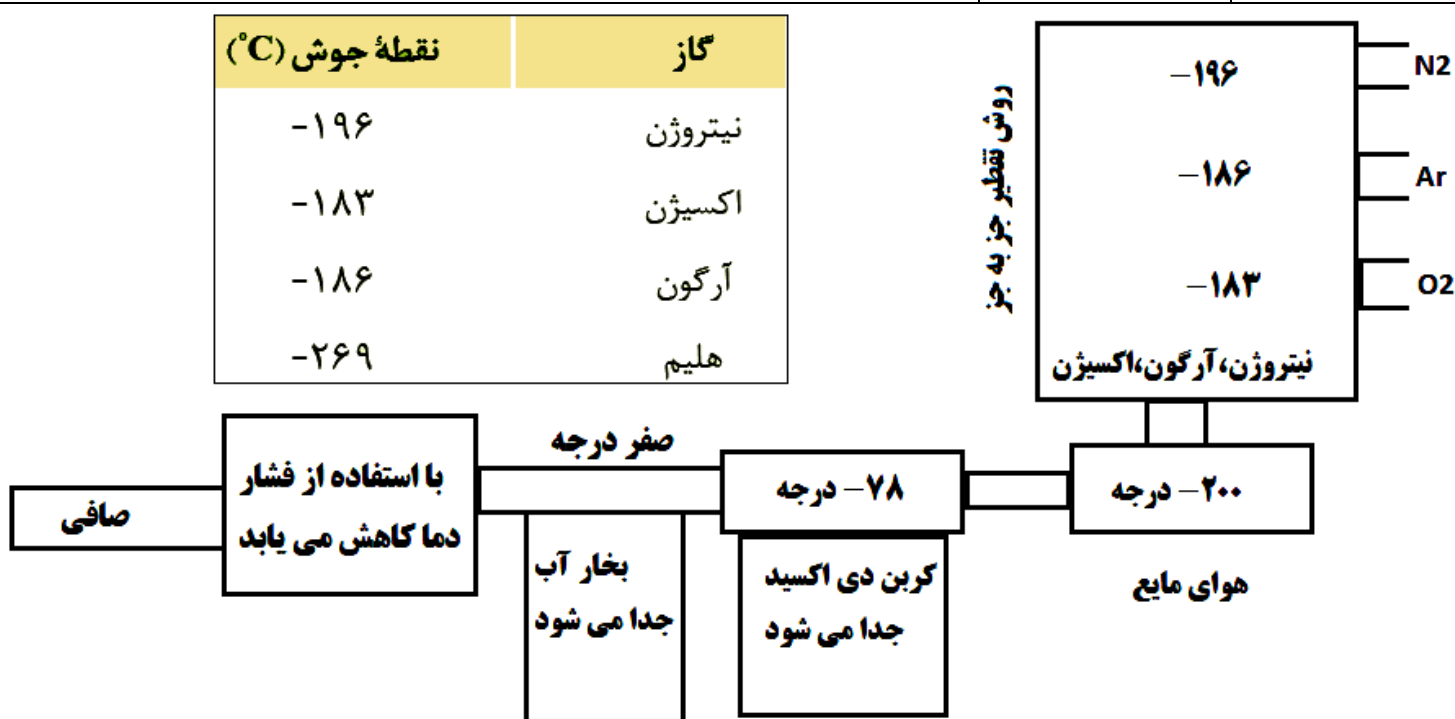 گاز نقطهٔ جوش (°C)
نیتروژن -۱۹۶
اکسیژن -۱۸۳
آرگون -۱۸۶
هلیم -۲۶۹
روش تقطیر جز به جز
-۱۹۶ N2
-۱۸۶ Ar
-۱۸۳ O2
نیتروژن،آرگون،اکسیژن
صافی
با استفاده از فشار
دما کاهش می یابد
صفر درجه
بخار آب
جدا می شود
-۷۸ درجه
کربن دی اکسید
جدا می شود
-۲۰۰ درجه
هوای مایع